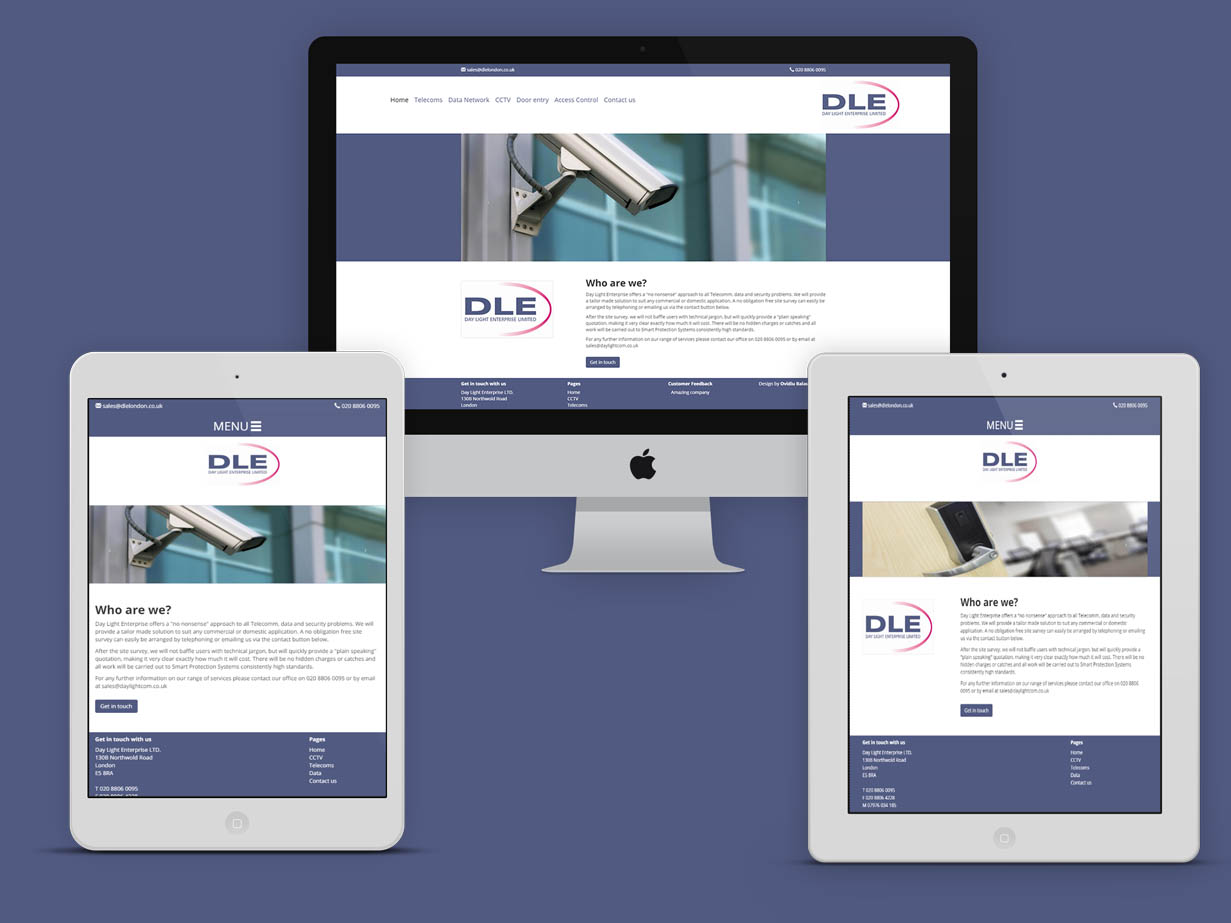 sales@dlelondon.co.uk
020 8806 0095
Home Telecoms Data Network CCTV Door entry Access Control Contact us
DLE
DAY LIGHT ENTERPRISE LIMITED
DLE
DAY LIGHT ENTERPRISE LIMITED
Who are we?
Day Light Enterprise offers a "no nonsense" approach to all Telecomm, data and security problems. We will provide
a tailor made solution to suit any commercial or domestic application. A no obligation free site survey can easily be
arranged by telephoning or emailing us via the contact button below.
After the site survey, we will not baffle users with technical jargon, but will quickly provide a "plain speaking"
quotation, making it very clear exactly how much it will cost. There will be no hidden charges or catches and all
work will be carried out to Smart Protection Systems consistently high standards.
For any further information on our range of services please contact our office on 020 8806 0095 or by email at
sales@daylightcom.co.uk
Get in touch
Get in touch with us
Day Light Enterprise LTD.
130B Northwold Road
London
Pages
Home
CCTV
Telecoms
Customer Feedback
Amazing company
Design by Ovidiu
sales@dlelondon.co.uk
020 8806 0095
MENU
DLE
DAY LIGHT ENTERPRISE LIMITED
Who are we?
Day Light Enterprise offers a "no nonsense" approach to all Telecomm, data and security problems. We will
provide a tailor made solution to suit any commercial or domestic application. A no obligation free site
survey can easily be arranged by telephoning or emailing us via the contact button below.
After the site survey, we will not baffle users with technical jargon, but will quickly provide a "plain speaking"
quotation, making it very clear exactly how much it will cost. There will be no hidden charges or catches and
all work will be carried out to Smart Protection Systems consistently high standards.
For any further information on our range of services please contact our office on 020 8806 0095 or by email
at sales@daylightcom.co.uk
Get in touch
Get in touch with us
Day Light Enterprise LTD.
130B Northwold Road
London
E5 8RA
T 020 8806 0095
Pages
Home
CCTV
Telecoms
Data
Contact us
sales@dlelondon.co.uk
020 8806 0095
MENU
DLE
DAY LIGHT ENTERPRISE LIMITED
DLE
DAY LIGHT ENTERPRISE LIMITED
Who are we?
Day Light Enterprise offers a "no nonsense" approach to all Telecomm, data and security
problems. We will provide a tailor made solution to suit any commercial or domestic
application. A no obligation free site survey can easily be arranged by telephoning or emailing
us via the contact button below.
After the site survey, we will not baffle users with technical jargon, but will quickly provide a
"plain speaking" quotation, making it very clear exactly how much it will cost. There will be no
hidden charges or catches and all work will be carried out to Smart Protection Systems
consistently high standards.
For any further information on our range of services please contact our office on 020 8806
0095 or by email at sales@daylightcom.co.uk
Get in touch
Get in touch with us
Day Light Enterprise LTD.
130B Northwold Road
London
E5 8RA
T 020 8806 0095
F 020 8806 4228
M 07976 034 185
Pages
Home
CCTV
Telecoms
Data
Contact us